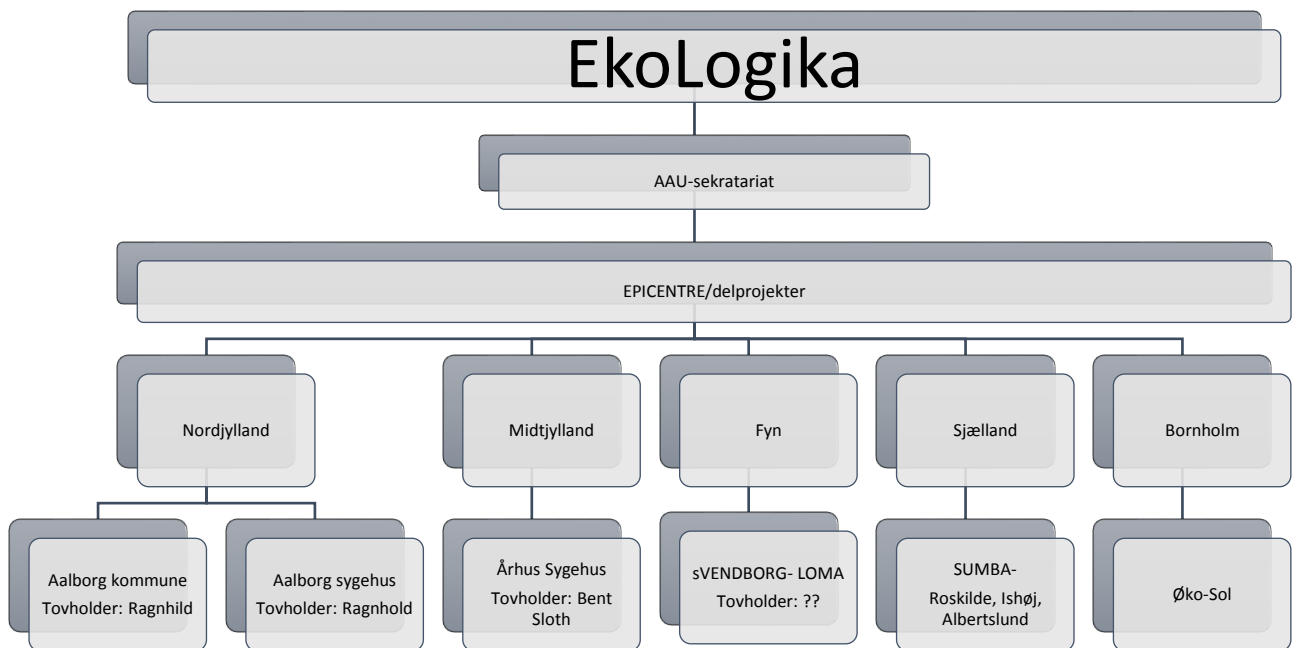 EkoLogika
AAU-sekratariat
EPICENTRE/delprojekter
Nordjylland
Midtjylland
Fyn
Sjælland
Bornholm
Aalborg kommune
Tovholder: Ragnhild
Aalborg sygehus
Tovholder: Ragnhold
Århus Sygehus
Tovholder: Bent
Sloth
sVENDBORG- LOMA
Tovholder: ??
SUMBA-
Roskilde, Ishøj,
Albertslund
Øko-Sol